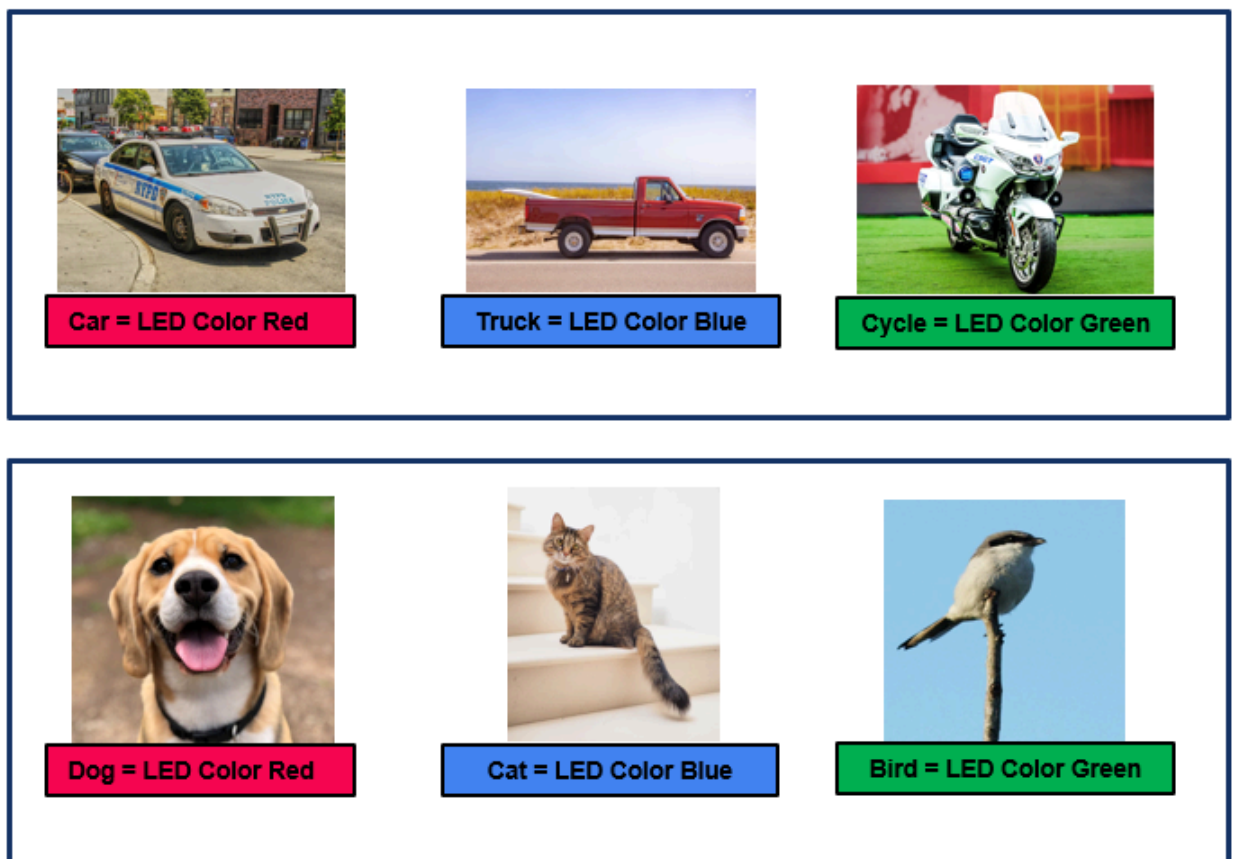 NYPD
Car = LED Color Red
Truck = LED Color Blue
Cycle = LED Color Green
Dog = LED Color Red
Cat = LED Color Blue
Bird = LED Color Green